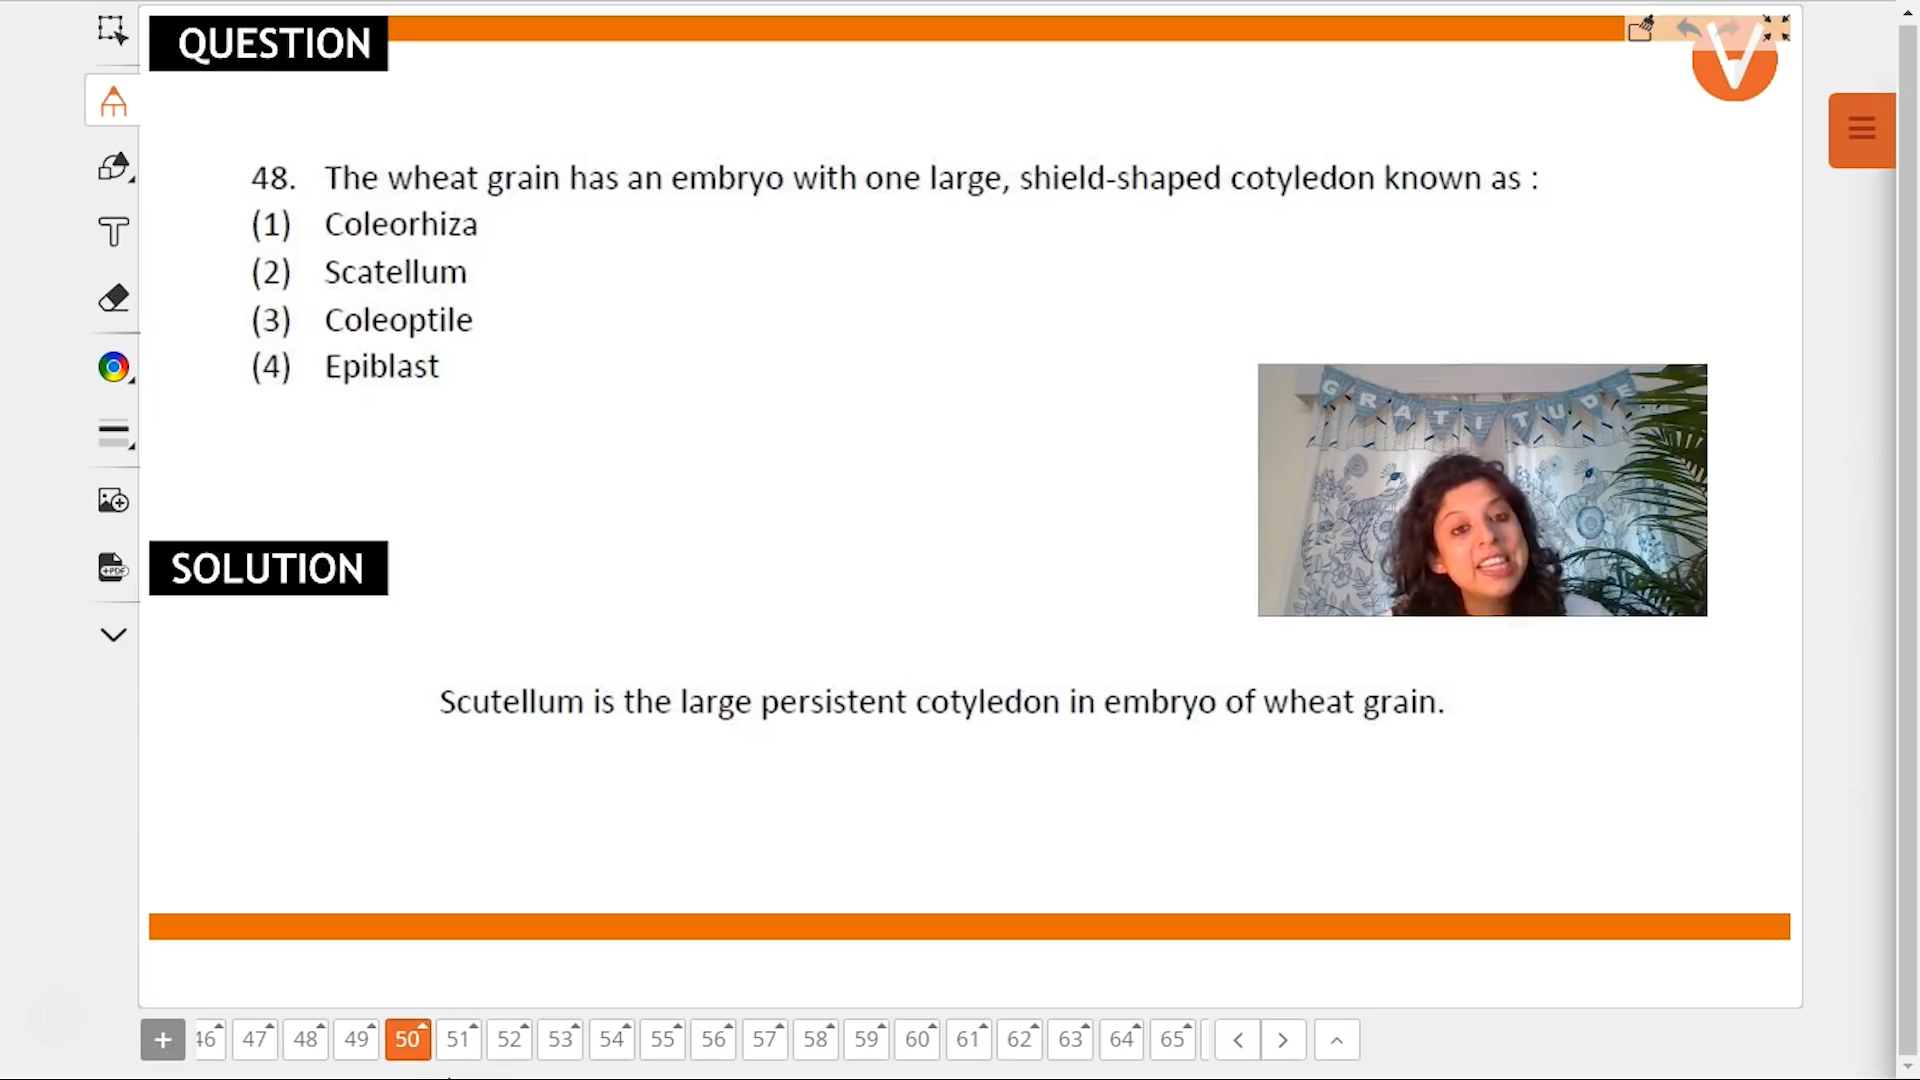 QUESTION
48. The wheat grain has an embryo with one large, shield-shaped cotyledon known as :
(1) Coleorhiza
(2) Scatellum
(3) Coleoptile
(4) Epiblast
GRATITUDE
SOLUTION
Scutellum is the large persistent cotyledon in embryo of wheat grain.
+PDF
46 47 48 49 50 51 52 53 54 55 56 57 58 59 60 61 62 63 64 65